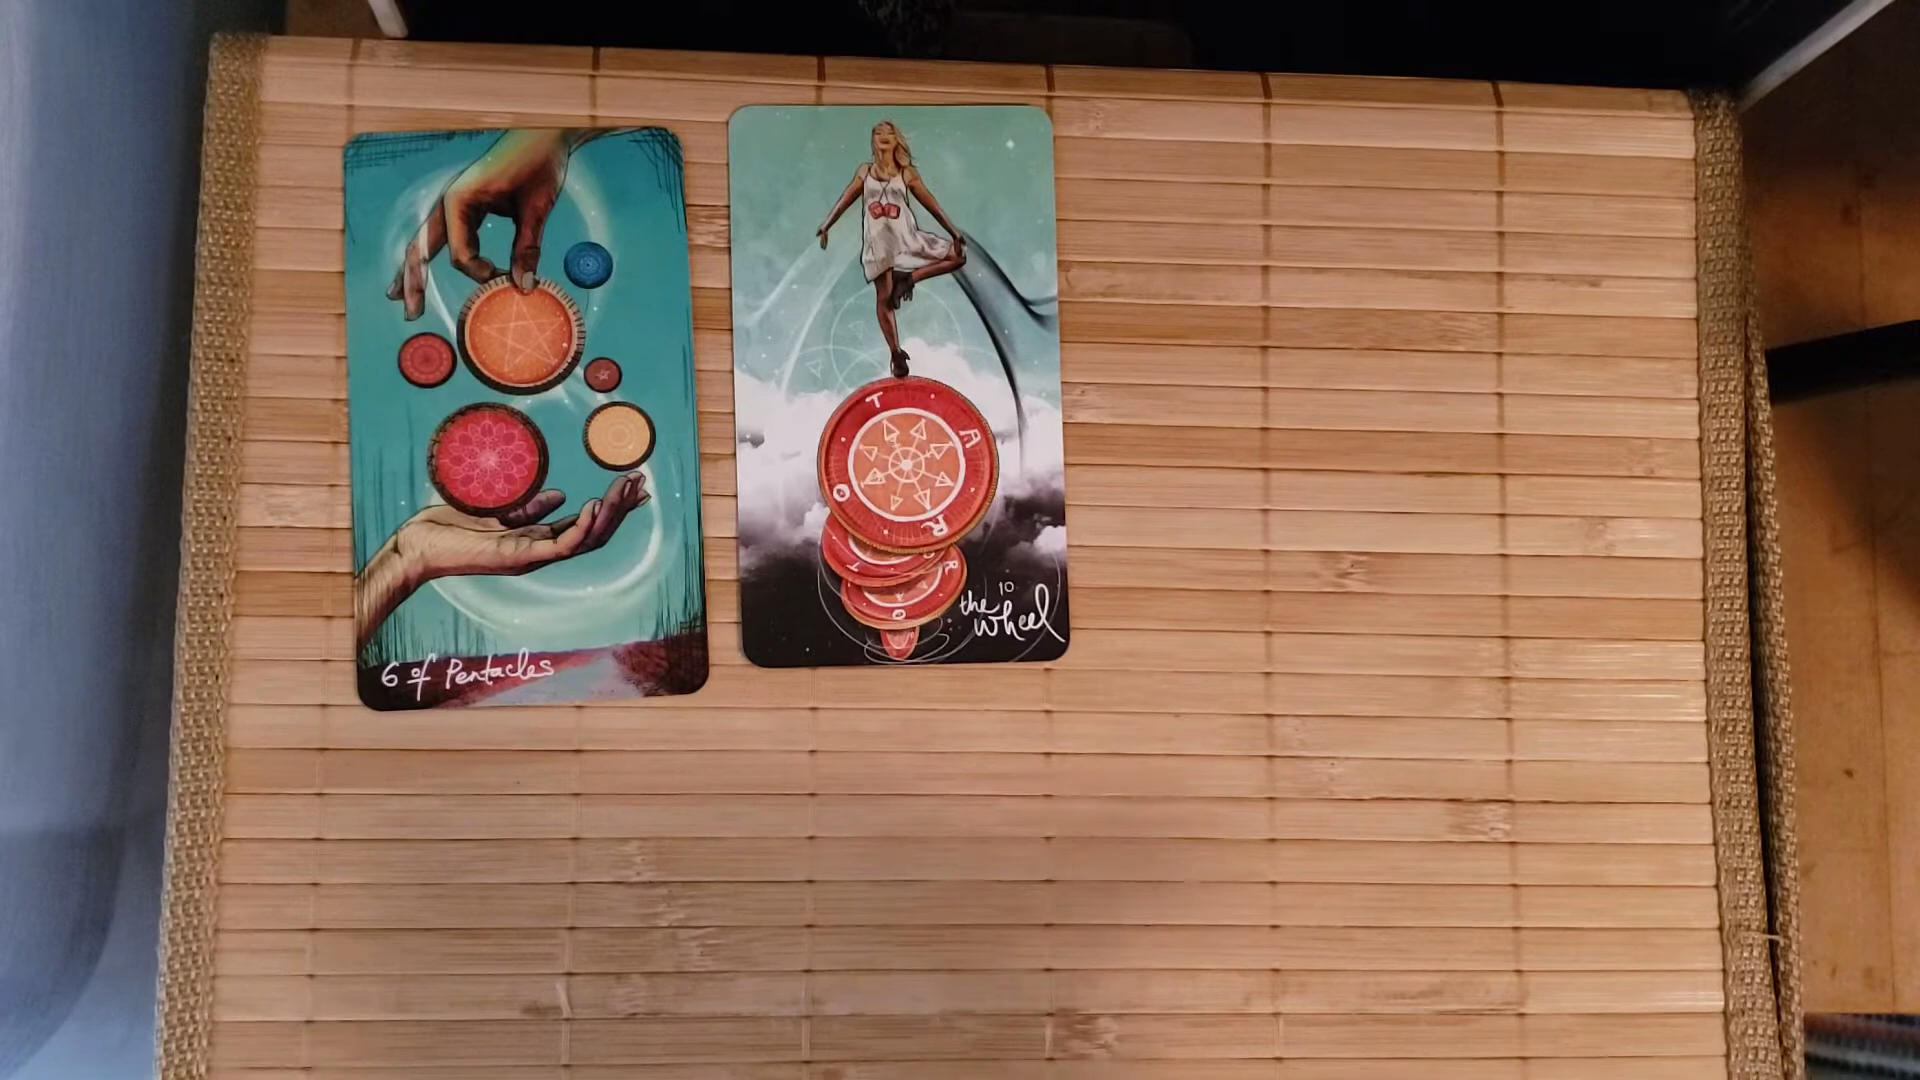 6 of Pentacles
T A R O
T O R
A R O
10
the
wheel